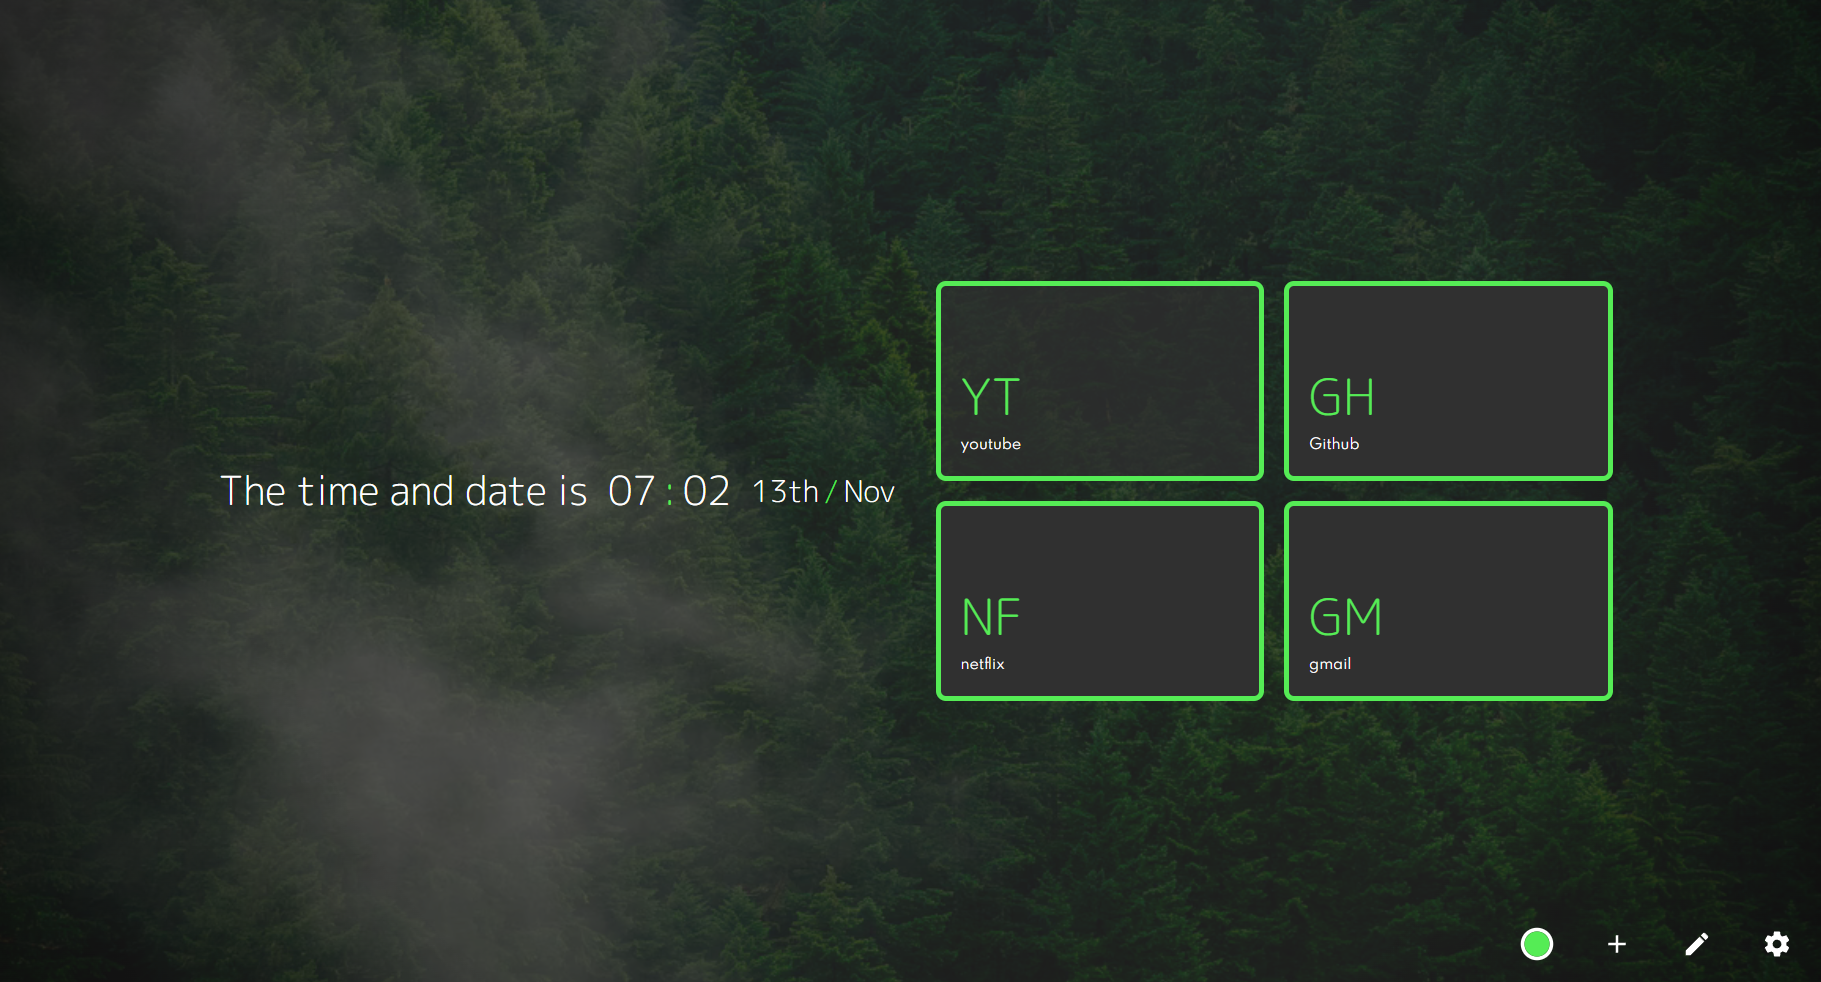 The time and date is 07:02 13th/Nov
YT
youtube
GH
Github
NF
netflix
GM
gmail